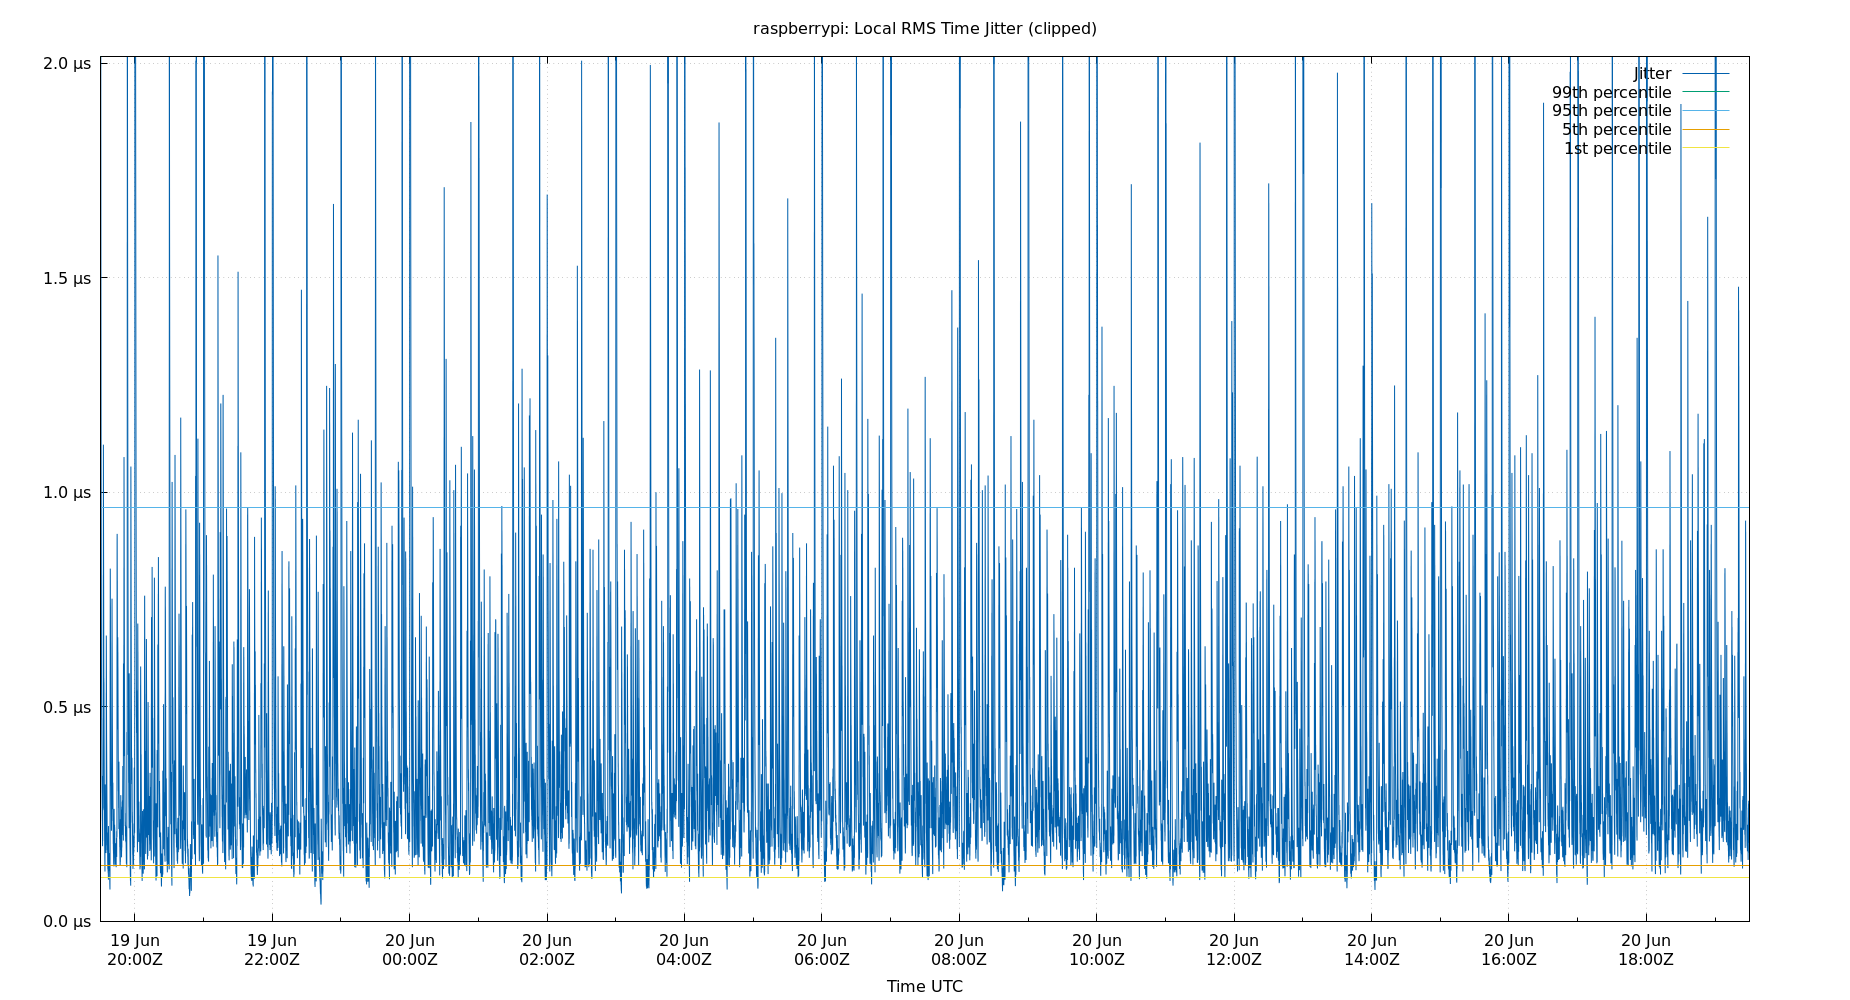 raspberrypi: Local RMS Time Jitter (clipped)
2.0 μs
1.5 μs
1.0 μs
0.5 μs
0.0 μs
Jitter
99th percentile
95th percentile
5th percentile
1st percentile
19 Jun
20:00Z
19 Jun
22:00Z
20 Jun
00:00Z
20 Jun
02:00Z
20 Jun
04:00Z
20 Jun
06:00Z
20 Jun
08:00Z
20 Jun
10:00Z
20 Jun
12:00Z
20 Jun
14:00Z
20 Jun
16:00Z
20 Jun
18:00Z
Time UTC